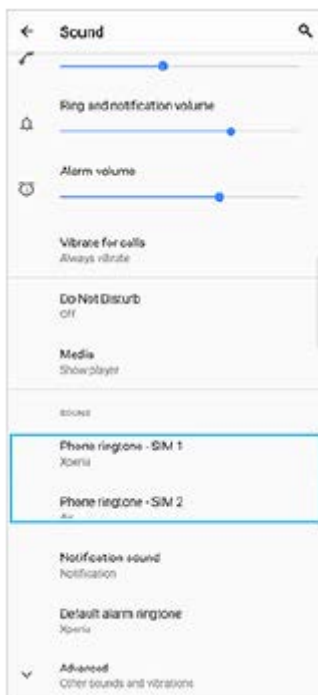 Sound
Ring and notification volume
Alarm volume
Vibrate for calls
Always vibrate
Do Not Disturb
Off
Media
Show player
SOUND
Phone ringtone - SIM 1
Xperia
Phone ringtone - SIM 2
Notification sound
Notification
Default alarm ringtone
Xperia
Advanced
Other sounds and vibrations